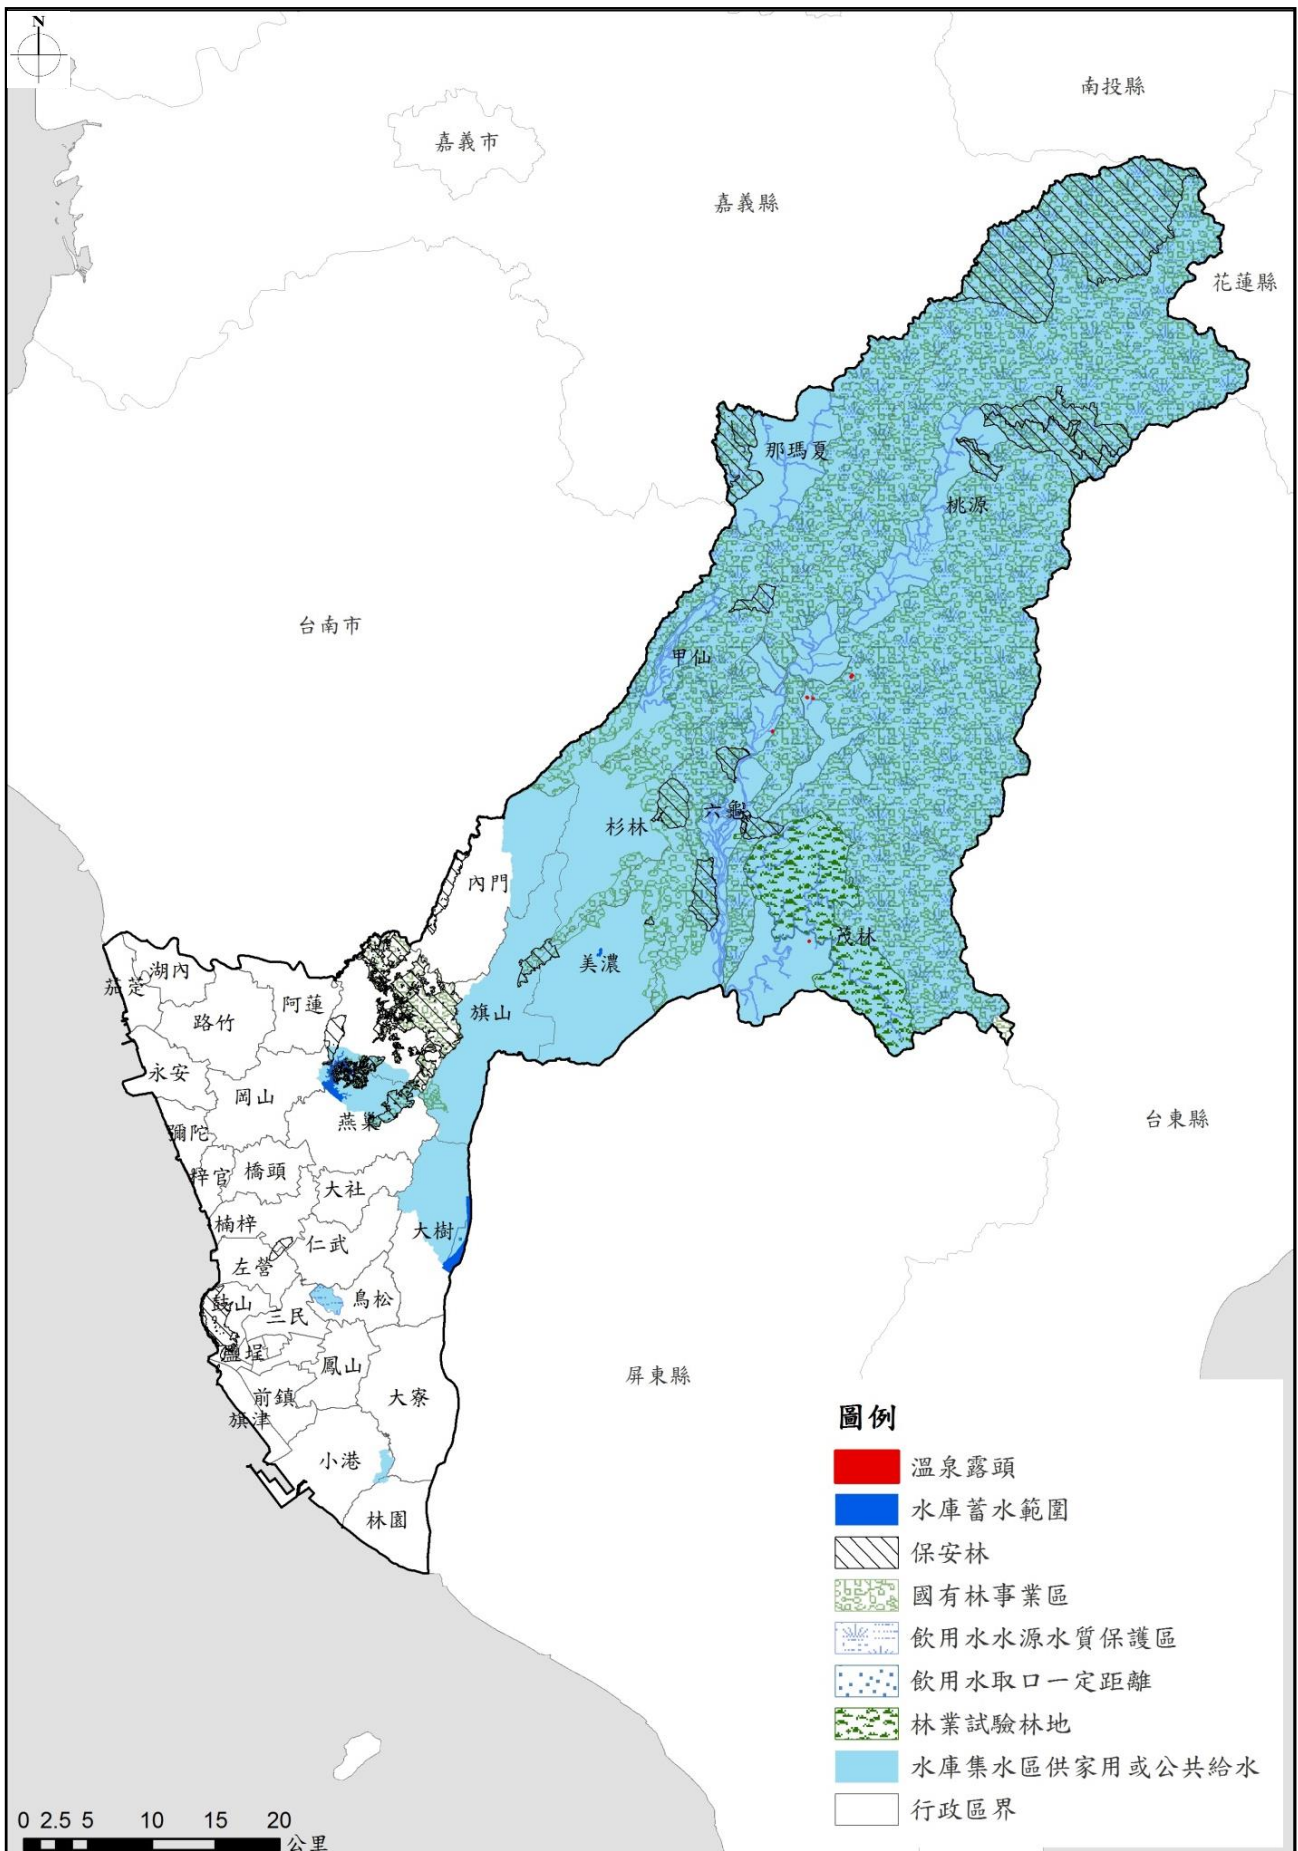 N
南投縣
嘉義市
嘉義縣
花蓮縣
那瑪夏
桃源
台南市
甲仙
六龜
杉林
內門
茂林
美濃
湖內
茄萣
阿蓮
旗山
路竹
永安
岡山
燕巢
台東縣
彌陀
橋頭
梓官
大社
楠梓
大樹
仁武
左營
鳥松
鼓山
三民
鹽埕
鳳山
屏東縣
前鎮
大寮
旗津
小港
林園
圖例
溫泉露頭
水庫蓄水範圍
保安林
國有林事業區
飲用水水源水質保護區
飲用水取口一定距離
林業試驗林地
水庫集水區供家用或公共給水
行政區界
0 2.5 5 10 15 20
公里